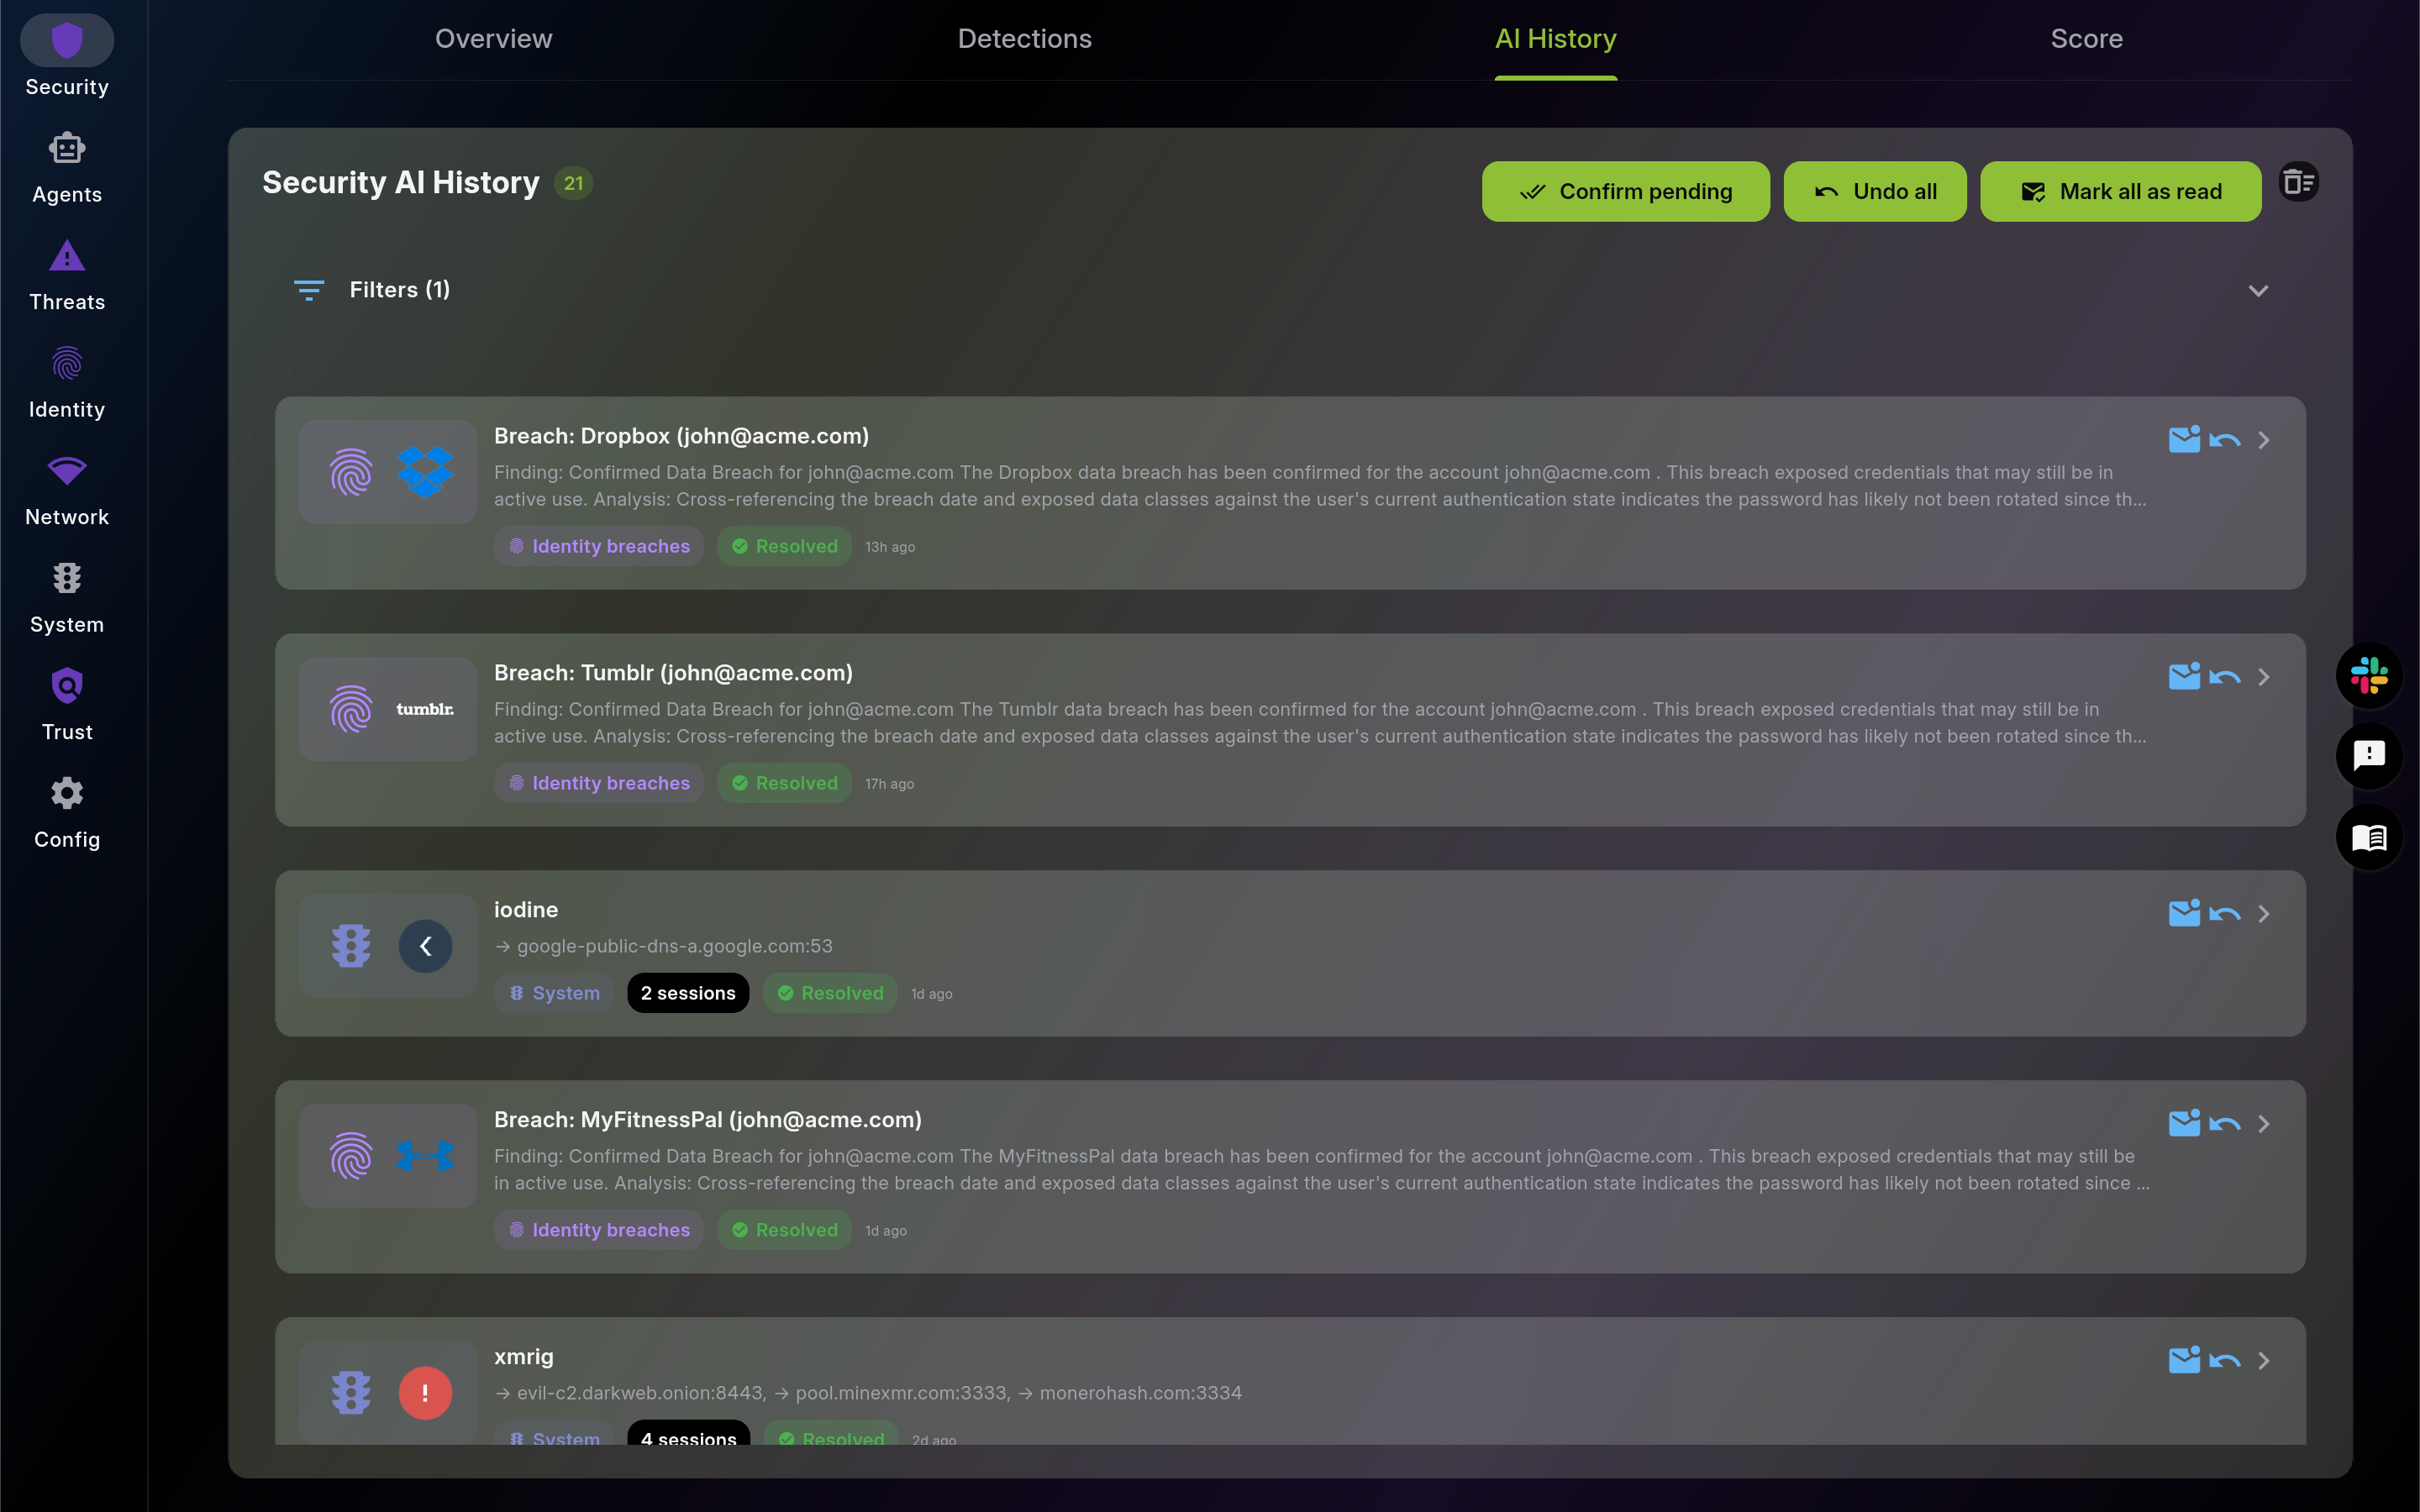 Overview
Detections
AI History
Score
Security
Agents
Threats
Identity
Network
System
Trust
Config
Security AI History 21
Confirm pending
Undo all
Mark all as read
Filters (1)
Breach: Dropbox (john@acme.com)
Finding: Confirmed Data Breach for john@acme.com The Dropbox data breach has been confirmed for the account john@acme.com . This breach exposed credentials that may still be in
active use. Analysis: Cross-referencing the breach date and exposed data classes against the user's current authentication state indicates the password has likely not been rotated since th...
Identity breaches Resolved 13h ago
tumblr.
Breach: Tumblr (john@acme.com)
Finding: Confirmed Data Breach for john@acme.com The Tumblr data breach has been confirmed for the account john@acme.com . This breach exposed credentials that may still be in
active use. Analysis: Cross-referencing the breach date and exposed data classes against the user's current authentication state indicates the password has likely not been rotated since th...
Identity breaches Resolved 17h ago
iodine
→ google-public-dns-a.google.com:53
System 2 sessions Resolved 1d ago
Breach: MyFitnessPal (john@acme.com)
Finding: Confirmed Data Breach for john@acme.com The MyFitnessPal data breach has been confirmed for the account john@acme.com . This breach exposed credentials that may still be
in active use. Analysis: Cross-referencing the breach date and exposed data classes against the user's current authentication state indicates the password has likely not been rotated since ...
Identity breaches Resolved 1d ago
xmrig
→ evil-c2.darkweb.onion:8443, → pool.minexmr.com:3333, → monerohash.com:3334
System 4 sessions Resolved 2d ago